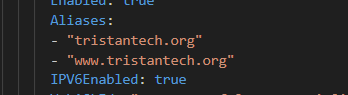 Enabled: true
Aliases:
- "tristantech.org"
- "www.tristantech.org"
IPV6Enabled: true